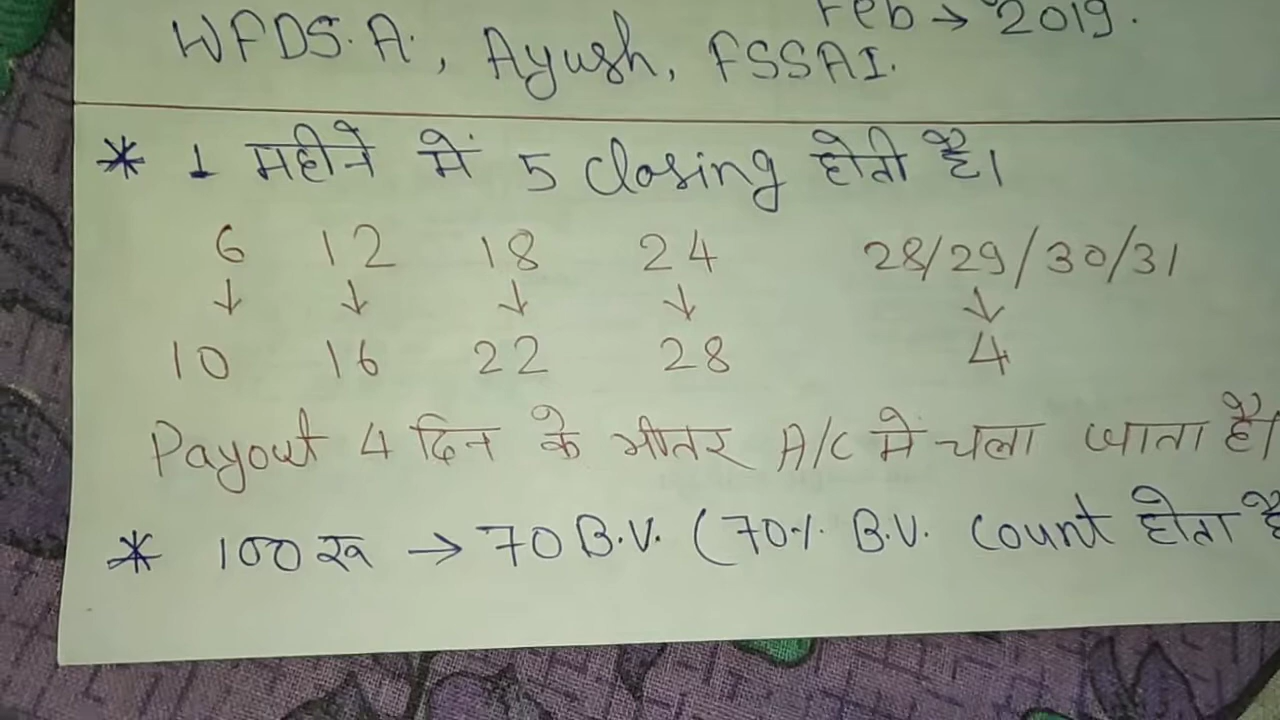 Feb → 2019.
WFDS.A., Ayush, FSSAI.
* 1 महीने में 5 closing होती है।
6 12 18 24 28/29/30/31
↓ ↓ ↓ ↓ ↓
10 16 22 28 4
Payout 4 दिन के भीतर A/C मे चला जाता है।
* 100 रू → 70 B.V. (70% B.V. count होता है